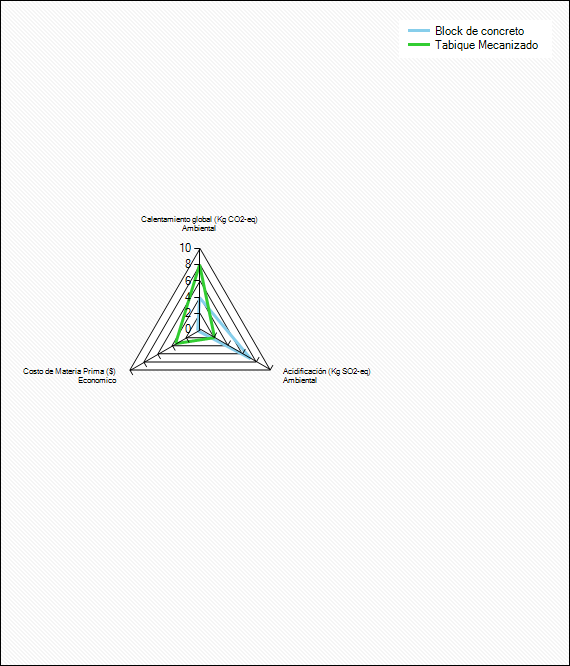 Block de concreto
Tabique Mecanizado
Calentamiento global (Kg CO2-eq)
Ambiental
10
8
6
4
2
0
Costo de Materia Prima ($)
Economico
Acidificación (Kg SO2-eq)
Ambiental